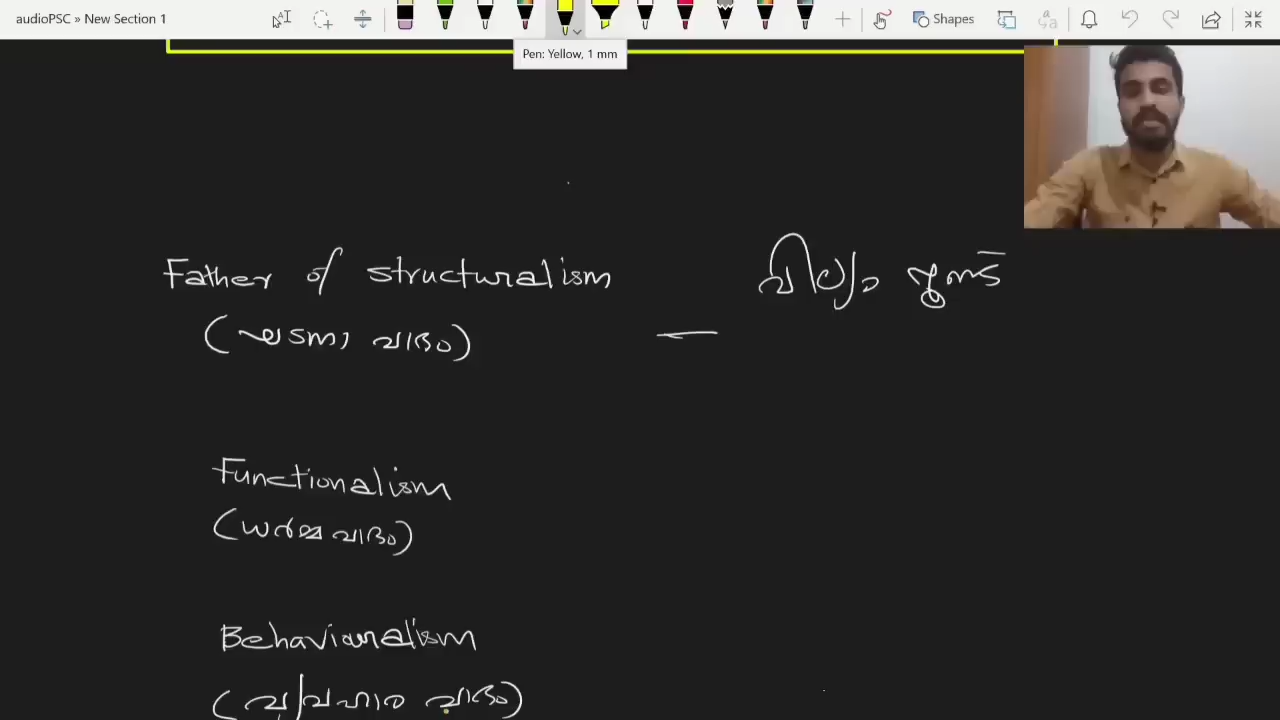 audioPSC » New Section 1
Shapes
Pen: Yellow, 1 mm
Father of structuralism വില്യം വുണ്ട്
(ഘടനാ വാദം) —
Functionalism
(ധർമ്മ വാദം)
Behaviouralism
(വ്യവഹാര വാദം)